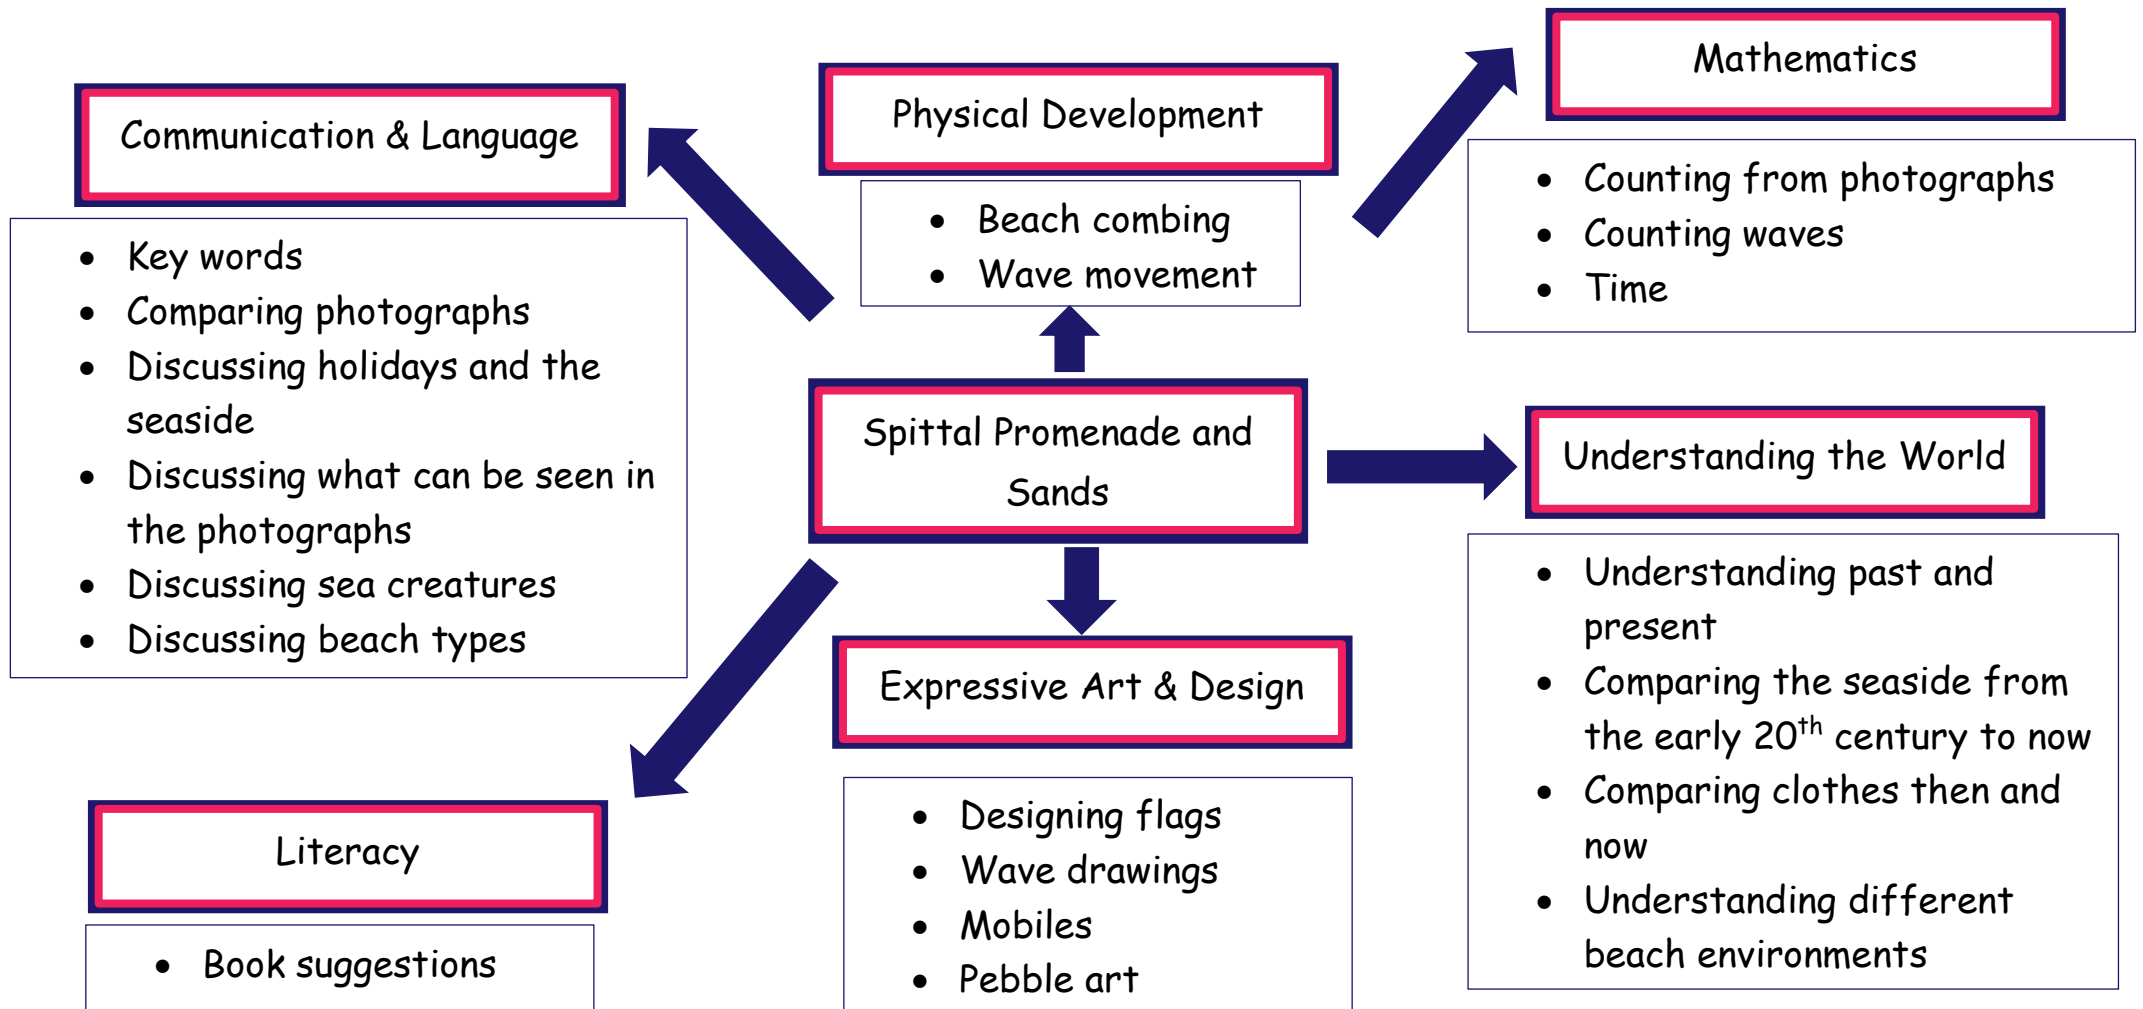 Communication & Language
• Key words
• Comparing photographs
• Discussing holidays and the
seaside
• Discussing what can be seen in
the photographs
• Discussing sea creatures
• Discussing beach types
Physical Development
• Beach combing
• Wave movement
Mathematics
• Counting from photographs
• Counting waves
• Time
Spittal Promenade and
Sands
Understanding the World
• Understanding past and
present
• Comparing the seaside from
the early 20th century to now
• Comparing clothes then and
now
• Understanding different
beach environments
Literacy
• Book suggestions
Expressive Art & Design
• Designing flags
• Wave drawings
• Mobiles
• Pebble art